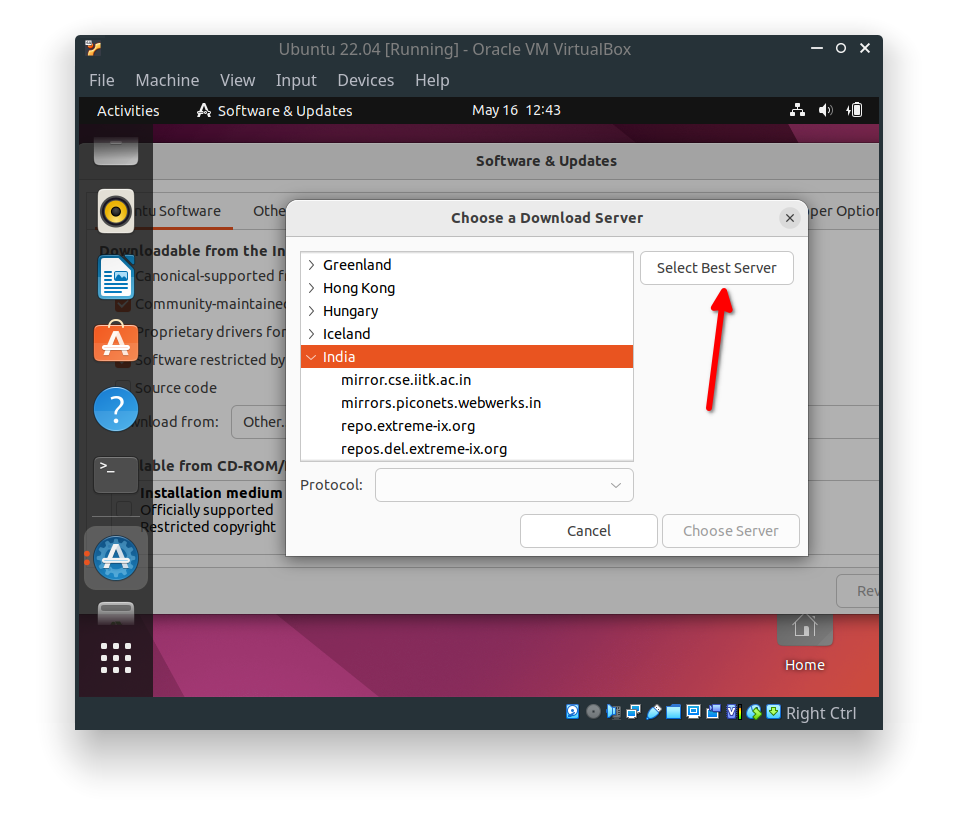 Ubuntu 22.04 [Running] - Oracle VM VirtualBox
File Machine View Input Devices Help
Activities Software & Updates May 16 12:43
Software & Updates
ntu Software Othe per Option
Choose a Download Server
Downloadable from the In
Canonical-supported f
Community-maintained
Proprietary drivers for
Software restricted by
Source code
nload from: Other.
lable from CD-ROM/
Installation medium
Officially supported
Restricted copyright
Greenland
Hong Kong
Hungary
Iceland
India
mirror.cse.iitk.ac.in
mirrors.piconets.webwerks.in
repo.extreme-ix.org
repos.del.extreme-ix.org
Select Best Server
Protocol:
Cancel Choose Server
Rev
Home
Right Ctrl